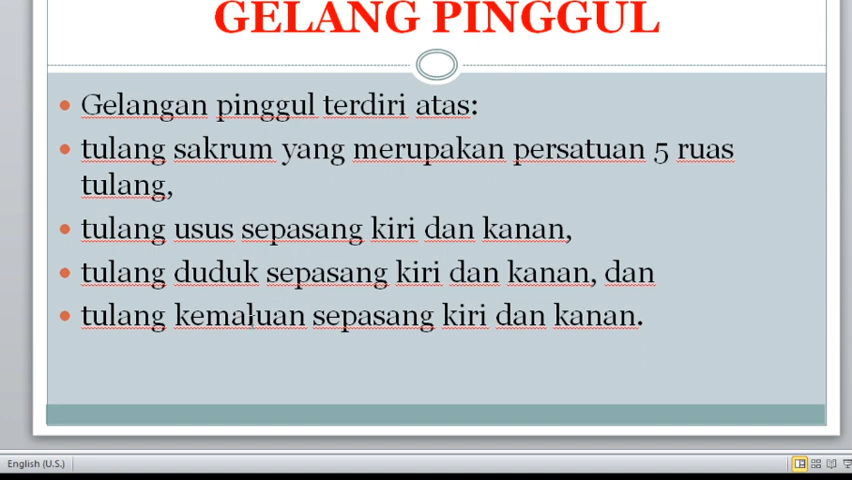 GELANG PINGGUL
Gelangan pinggul terdiri atas:
tulang sakrum yang merupakan persatuan 5 ruas
tulang,
tulang usus sepasang kiri dan kanan,
tulang duduk sepasang kiri dan kanan, dan
tulang kemaluan sepasang kiri dan kanan.
English (U.S.)